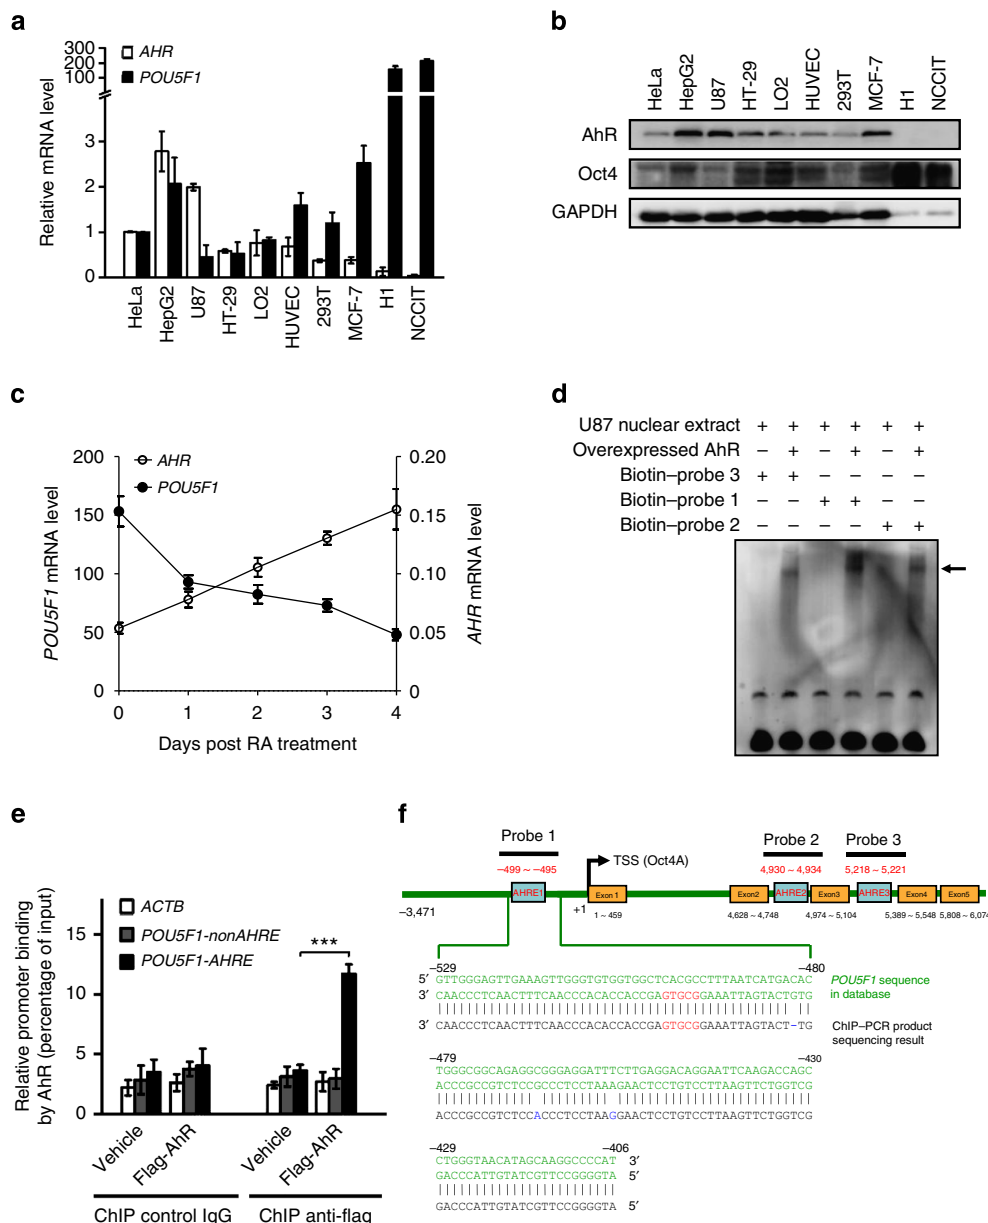 a
300
200
100
3
2
1
0
Relative mRNA level
AHR
POU5F1
HeLa
HepG2
U87
HT-29
LO2
HUVEC
293T
MCF-7
H1
NCCIT
b
HeLa
HepG2
U87
HT-29
LO2
HUVEC
293T
MCF-7
H1
NCCIT
AhR
Oct4
GAPDH
c
AHR
POU5F1
200
150
100
50
0
POU5F1 mRNA level
0.20
0.15
0.10
0.05
0
AHR mRNA level
0 1 2 3 4
Days post RA treatment
d
U87 nuclear extract + + + + + +
Overexpressed AhR − + − + − +
Biotin–probe 3 + + − − − −
Biotin–probe 1 − − + + − −
Biotin–probe 2 − − − − + +
e
ACTB
POU5F1-nonAHRE
POU5F1-AHRE
***
15
10
5
0
Relative promoter binding
by AhR (percentage of input)
Vehicle
Flag-AhR
Vehicle
Flag-AhR
ChIP control IgG
ChIP anti-flag
f
Probe 1
Probe 2
Probe 3
TSS (Oct4A)
−499 ~ −495
4,930 ~ 4,934
5,218 ~ 5,221
AHRE1
Exon 1
Exon2
AHRE2
Exon3
AHRE3
Exon4
Exon5
−3,471
+1
1 ~ 459
4,628 ~ 4,748
4,974 ~ 5,104
5,389 ~ 5,548
5,808 ~ 6,074
−529
−480
5′ GTTGGGAGTTGAAAGTTGGGTGTGGTGGCTCACGCCTTTAATCATGACAC
3′ CAACCCTCAACTTTCAACCCACACCACCGAGTGCGGAAATTAGTACTGTG
POU5F1 sequence
in database
3′ CAACCCTCAACTTTCAACCCACACCACCGAGTGCGGAAATTAGTACT-TG
ChIP–PCR product
sequencing result
−479
−430
TGGGCGGCAGAGGCGGGAGGATTTCTTGAGGACAGGAATTCAAGACCAGC
ACCCGCCGTCTCCGCCCTCCTAAAGAACTCCTGTCCTTAAGTTCTGGTCG
ACCCGCCGTCTCCACCCTCCTAAGGAACTCCTGTCCTTAAGTTCTGGTCG
−429
−406
CTGGGTAACATAGCAAGGCCCCAT 3′
GACCCATTGTATCGTTCCGGGGTA 5′
GACCCATTGTATCGTTCCGGGGTA 5′